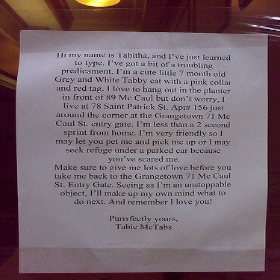 Hi my name is Tabitha, and I've just learned
to type. I've got a bit of a troubling
predicament. I'm a cute little 7 month old
Grey and White Tabby cat with a pink collar
and red tag. I love to hang out in the planter
in front of 89 Mc Caul but don't worry, I
live at 78 Saint Patrick St. Apt# 156 just
around the corner at the Grangetown 71 Mc
Caul St. entry gate. I'm less than a 2 second
sprint from home. I'm very friendly so I
may let you pet me and pick me up or I may
seek refuge under a parked car because
you've scared me.
Make sure to give me lots of love before you
take me back to the Grangetown 71 Mc Caul
St. Entry Gate. Seeing as I'm an unstoppable
object, I'll make up my own mind what to
do next. And remember I love you!
Purrrfectly yours,
Tabie McTabs